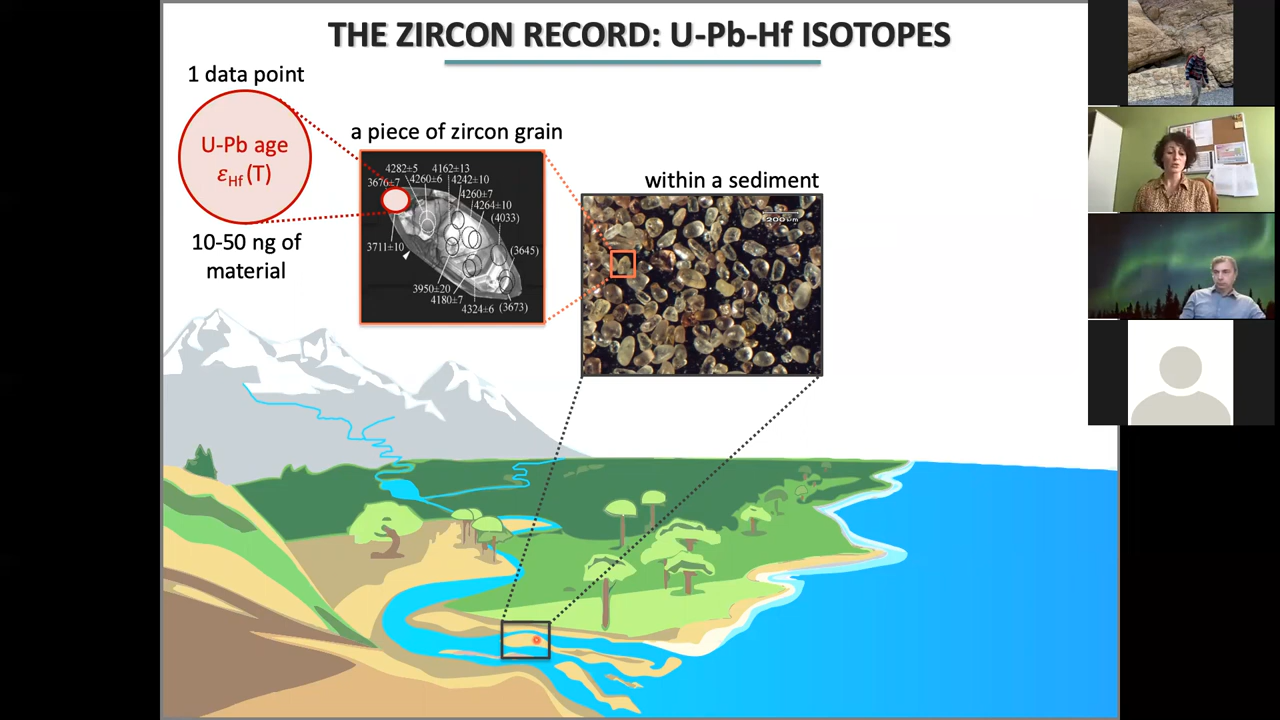 THE ZIRCON RECORD: U-Pb-Hf ISOTOPES
1 data point
U-Pb age
εHf (T)
10-50 ng of
material
a piece of zircon grain
4282±5
4162±13
3676±7
4260±6
4242±10
4260±7
4264±10
(4033)
3711±10
(3645)
3950±20
4180±7
4324±6
(3673)
within a sediment
200 µm